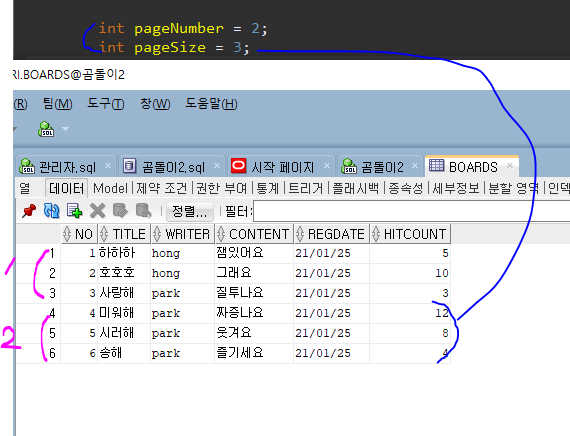 int pageNumber = 2;
int pageSize = 3;
RI.BOARDS@곰돌이2
(R) 팀(M) 도구(T) 창(W) 도움말(H)
관리자.sql 곰돌이2.sql 시작 페이지 곰돌이2 BOARDS
열 데이터 Model 제약 조건 권한 부여 통계 트리거 플래시백 종속성 세부정보 분할 영역 인덱
정렬... 필터:
NO TITLE WRITER CONTENT REGDATE HITCOUNT
1 1 하하하 hong 잼있어요 21/01/25 5
2 2 호호호 hong 그래요 21/01/25 10
3 3 사랑해 park 질투나요 21/01/25 3
4 4 미워해 park 짜증나요 21/01/25 12
5 5 시러해 park 웃겨요 21/01/25 8
6 6 송해 park 즐기세요 21/01/25 4
1
2